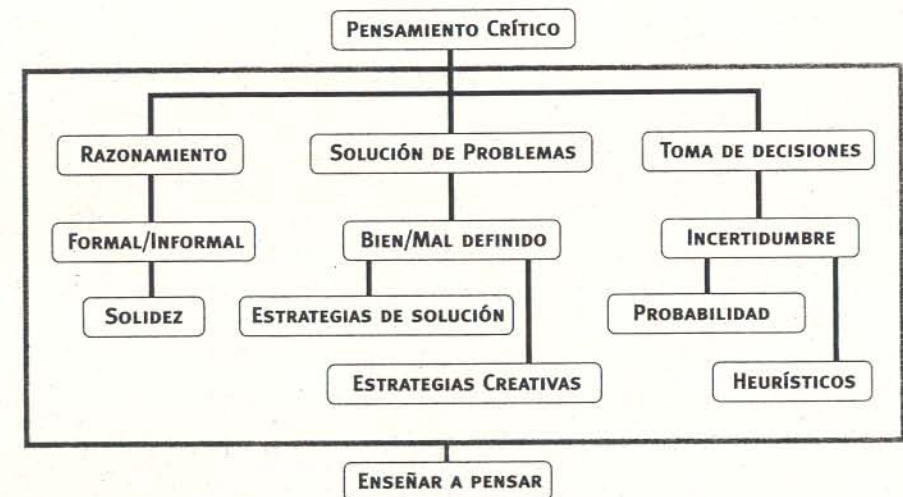 PENSAMIENTO CRÍTICO
RAZONAMIENTO
SOLUCIÓN DE PROBLEMAS
TOMA DE DECISIONES
FORMAL/INFORMAL
BIEN/MAL DEFINIDO
INCERTIDUMBRE
SOLIDEZ
ESTRATEGIAS DE SOLUCIÓN
PROBABILIDAD
ESTRATEGIAS CREATIVAS
HEURÍSTICOS
ENSEÑAR A PENSAR